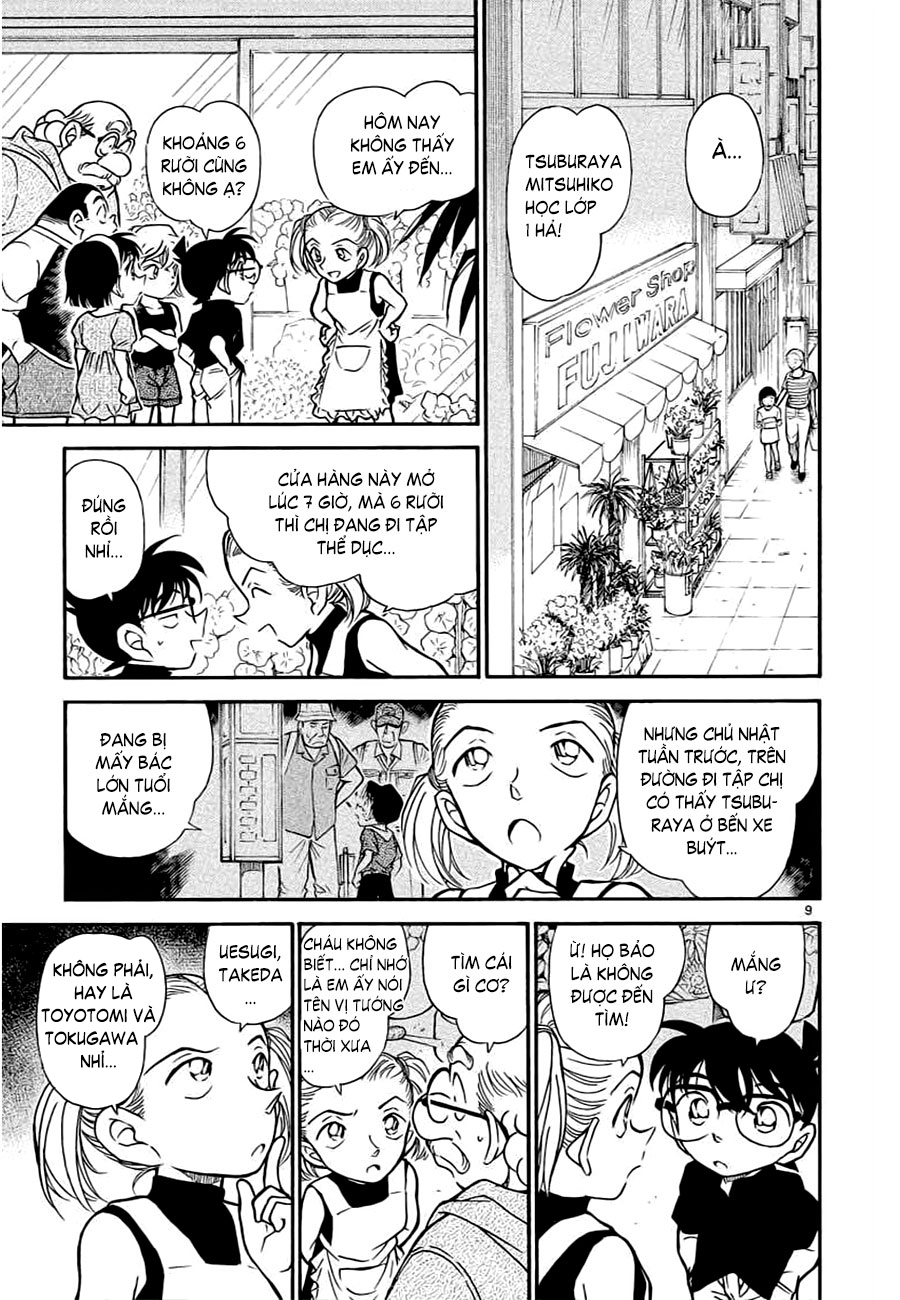 À...
TSUBURAYA
MITSUHIKO
HỌC LỚP
1 HẢ!
Flower Shop
FUJIWARA
HÔM NAY
KHÔNG THẤY
EM ẤY ĐẾN...
KHOẢNG 6
RƯỠI CŨNG
KHÔNG Ạ?
CỬA HÀNG NÀY MỞ
LÚC 7 GIỜ, MÀ 6 RƯỠI
THÌ CHỊ ĐANG ĐI TẬP
THỂ DỤC...
ĐÚNG
RỒI
NHỈ...
NHƯNG CHỦ NHẬT
TUẦN TRƯỚC, TRÊN
ĐƯỜNG ĐI TẬP CHỊ
CÓ THẤY TSUBU-
RAYA Ở BẾN XE
BUÝT...
ĐANG BỊ
MẤY BÁC
LỚN TUỔI
MẮNG...
9
MẮNG
Ư?
Ừ! HỌ BẢO
LÀ KHÔNG
ĐƯỢC ĐẾN
TÌM!
TÌM CÁI
GÌ CƠ?
CHÁU KHÔNG
BIẾT... CHỈ NHỚ
LÀ EM ẤY NÓI
TÊN VỊ TƯỚNG
NÀO ĐÓ
THỜI XƯA
...
UESUGI,
TAKEDA
...
KHÔNG PHẢI,
HAY LÀ
TOYOTOMI VÀ
TOKUGAWA
NHỈ...